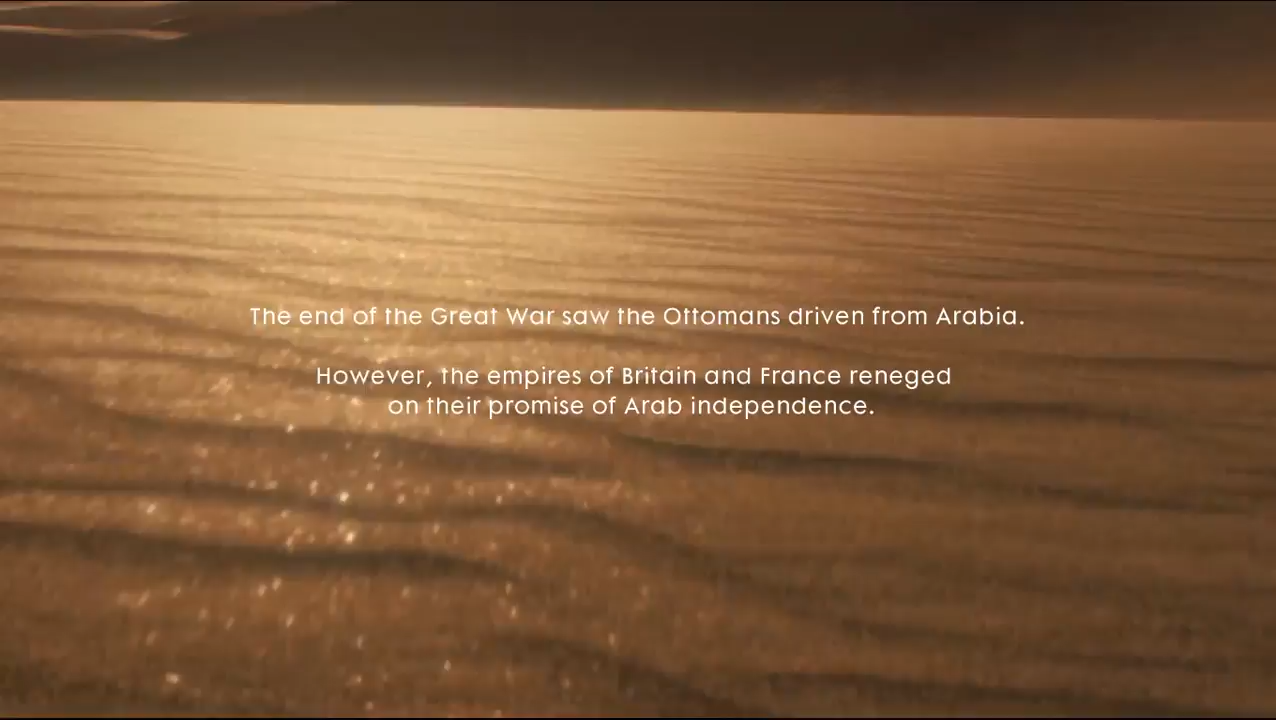 The end of the Great War saw the Ottomans driven from Arabia.
However, the empires of Britain and France reneged
on their promise of Arab independence.